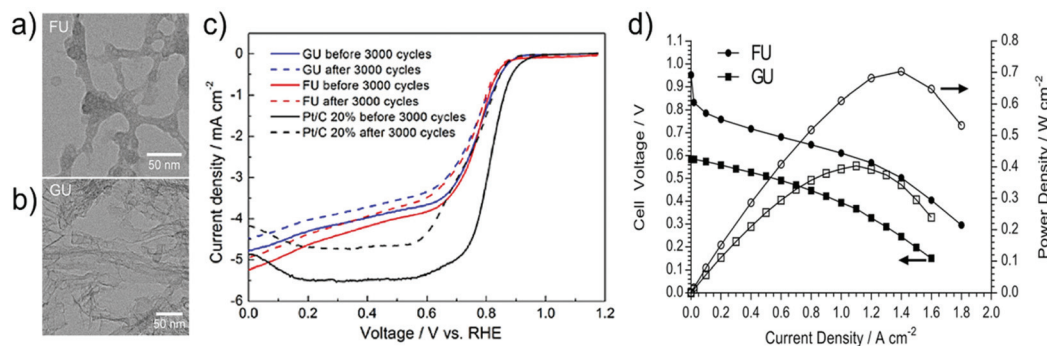 a)
FU
50 nm
b)
GU
50 nm
c)
GU before 3000 cycles
GU after 3000 cycles
FU before 3000 cycles
FU after 3000 cycles
Pt/C 20% before 3000 cycles
Pt/C 20% after 3000 cycles
Current density / mA cm⁻²
0
-1
-2
-3
-4
-5
-6
0.0 0.2 0.4 0.6 0.8 1.0 1.2
Voltage / V vs. RHE
d)
FU
GU
Cell Voltage / V
1.1
1.0
0.9
0.8
0.7
0.6
0.5
0.4
0.3
0.2
0.1
0.0
0.0 0.2 0.4 0.6 0.8 1.0 1.2 1.4 1.6 1.8 2.0
Current Density / A cm⁻²
0.8
0.7
0.6
0.5
0.4
0.3
0.2
0.1
0.0
Power Density / W cm⁻²